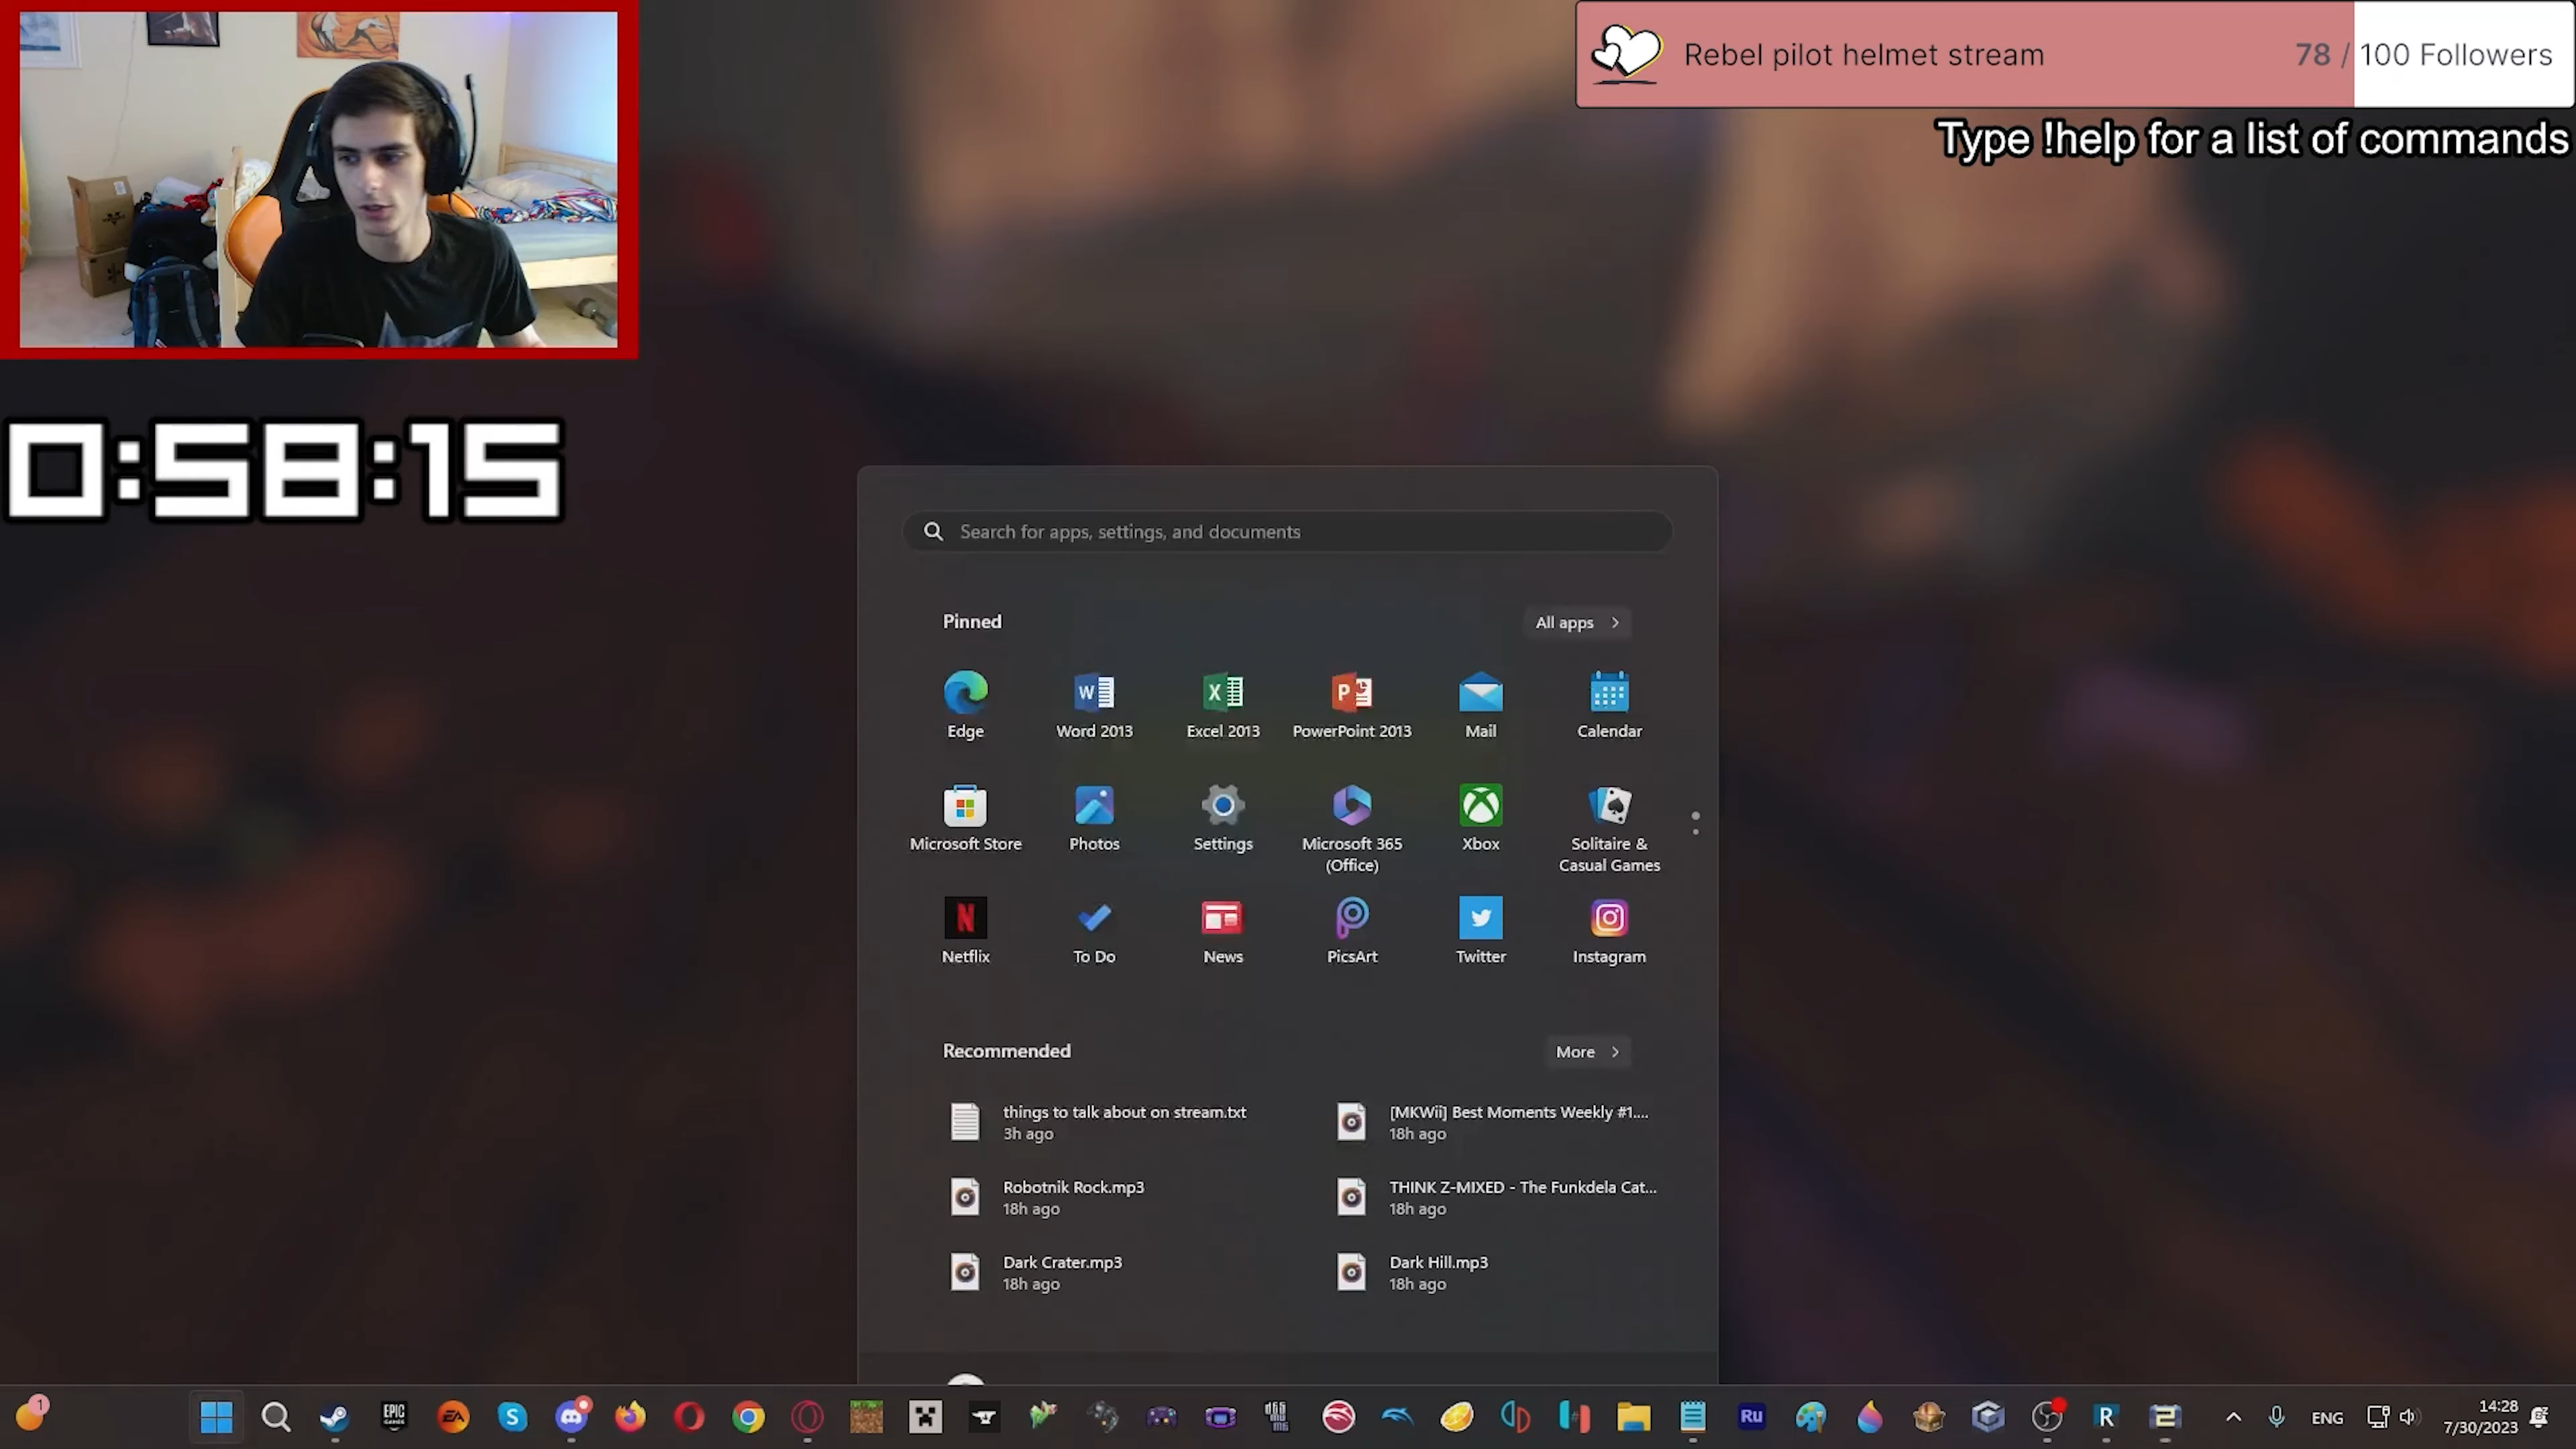 Rebel pilot helmet stream
78 / 100 Followers
Type !help for a list of commands
0:58:15
Search for apps, settings, and documents
Pinned
All apps
Edge
Word 2013
Excel 2013
PowerPoint 2013
Mail
Calendar
Microsoft Store
Photos
Settings
Microsoft 365
(Office)
Xbox
Solitaire &
Casual Games
Netflix
To Do
News
PicsArt
Twitter
Instagram
Recommended
More
things to talk about on stream.txt
3h ago
[MKWii] Best Moments Weekly #1....
18h ago
Robotnik Rock.mp3
18h ago
THINK Z-MIXED - The Funkdela Cat...
18h ago
Dark Crater.mp3
18h ago
Dark Hill.mp3
18h ago
1
EPIC
GAMES
EA
Ru
R
ENG
14:28
7/30/2023